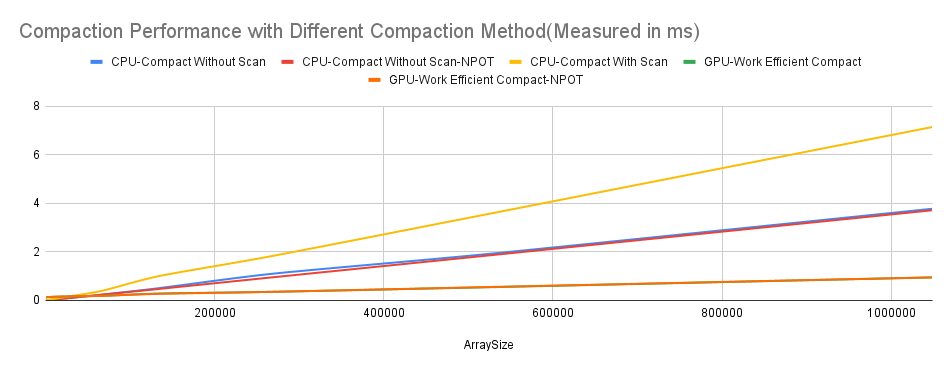 Compaction Performance with Different Compaction Method(Measured in ms)
CPU-Compact Without Scan CPU-Compact Without Scan-NPOT CPU-Compact With Scan GPU-Work Efficient Compact
GPU-Work Efficient Compact-NPOT
8
6
4
2
0
200000 400000 600000 800000 1000000
ArraySize